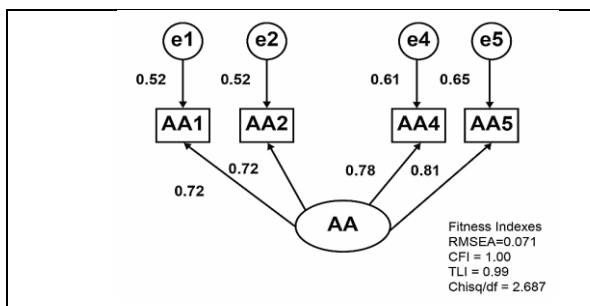 e1 e2 e4 e5
0.52 0.52 0.61 0.65
AA1 AA2 AA4 AA5
0.72 0.72 0.78 0.81
AA
Fitness Indexes
RMSEA=0.071
CFI = 1.00
TLI = 0.99
Chisq/df = 2.687